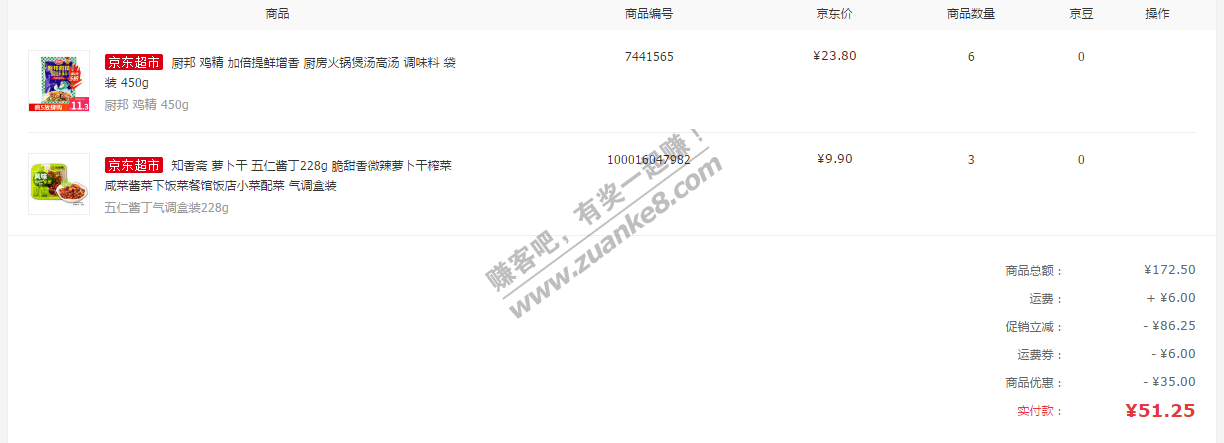 商品 商品编号 京东价 商品数量 京豆 操作
京东超市 厨邦 鸡精 加倍提鲜增香 厨房火锅煲汤高汤 调味料 袋 7441565 ¥23.80 6 0
装 450g
厨邦 鸡精 450g
11.3
京东超市 知香斋 萝卜干 五仁酱丁228g 脆甜香微辣萝卜干榨菜 100016047982 ¥9.90 3 0
咸菜酱菜下饭菜餐馆饭店小菜配菜 气调盒装
五仁酱丁气调盒装228g
赚客吧，有奖一起赚！
www.zuanke8.com
商品总额： ¥172.50
运费： + ¥6.00
促销立减： - ¥86.25
运费券： - ¥6.00
商品优惠： - ¥35.00
实付款： ¥51.25